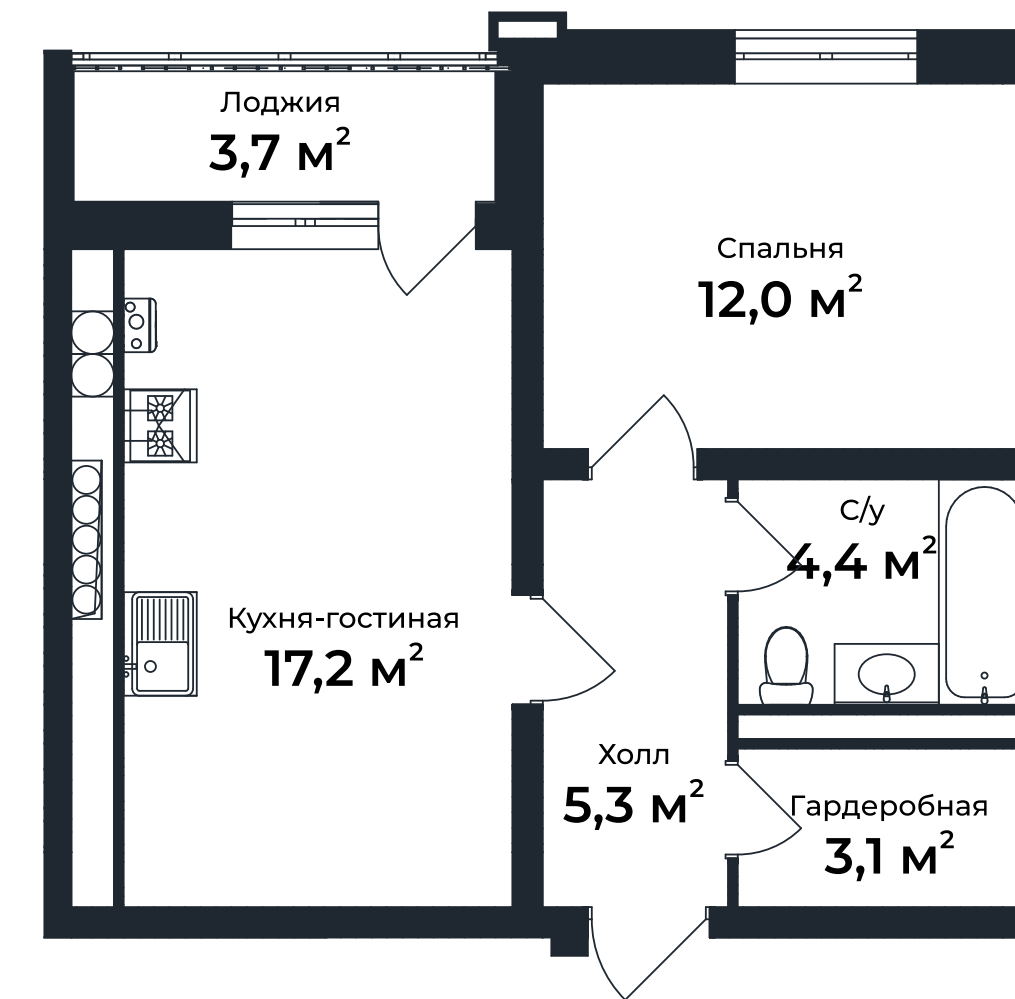 Лоджия
3,7 м²
Спальня
12,0 м²
С/у
4,4 м²
Кухня-гостиная
17,2 м²
Холл
5,3 м²
Гардеробная
3,1 м²